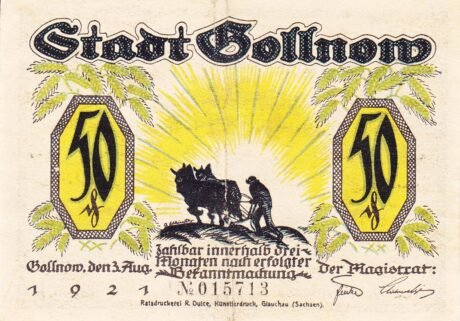 Stadt Gollnow
50 ₰
50 ₰
Zahlbar innerhalb drei
Monaten nach erfolgter
Bekanntmachung
Gollnow, den 3. Aug.
1921
Der Magistrat:
№ 015713
Ratsdruckerei R. Dulce, Künstlerdruck, Glauchau (Sachsen).